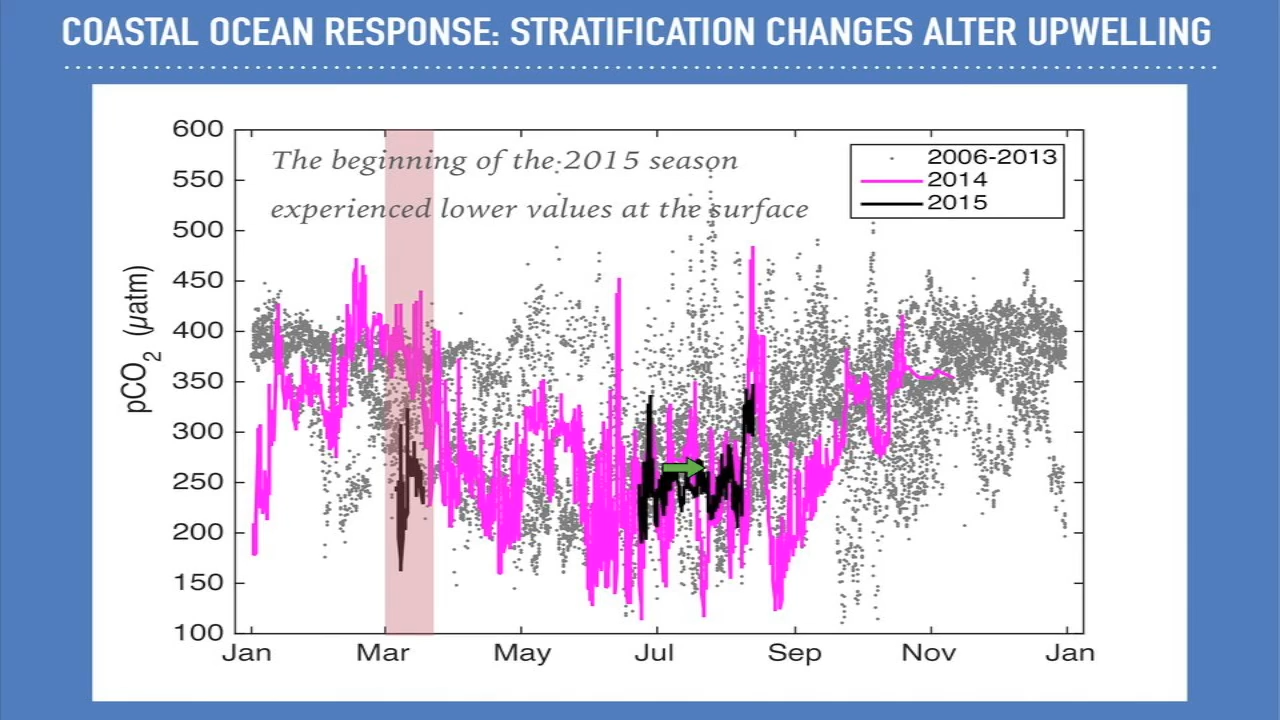 COASTAL OCEAN RESPONSE: STRATIFICATION CHANGES ALTER UPWELLING
The beginning of the 2015 season
experienced lower values at the surface
2006-2013
2014
2015
pCO2 (µatm)
600
550
500
450
400
350
300
250
200
150
100
Jan Mar May Jul Sep Nov Jan